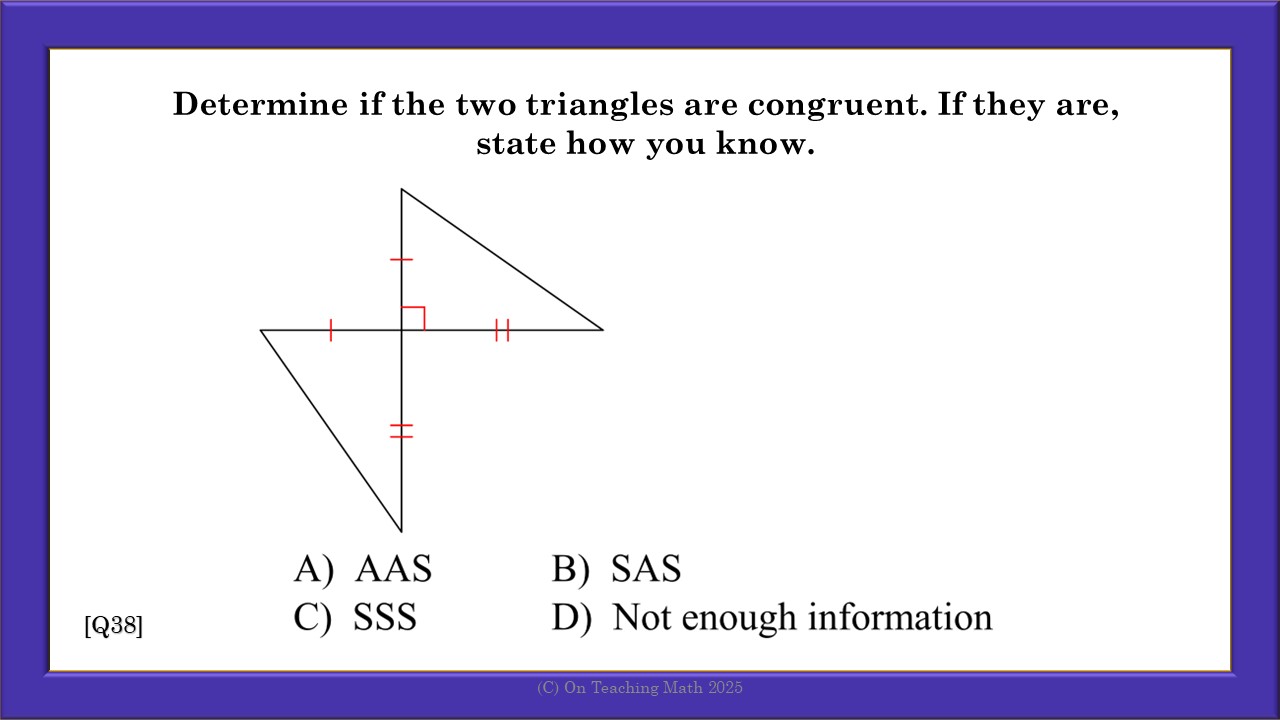 Determine if the two triangles are congruent. If they are,
state how you know.
A) AAS B) SAS
C) SSS D) Not enough information
[Q38]
(C) On Teaching Math 2025